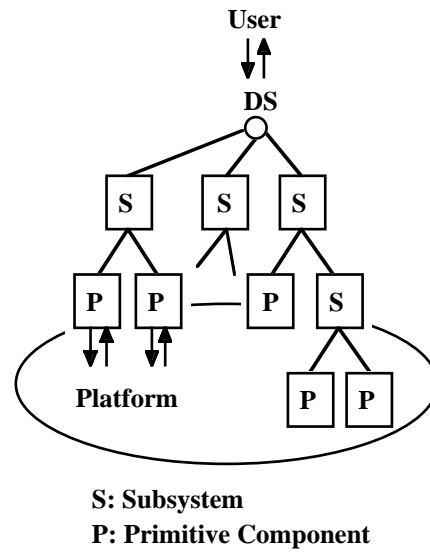 User
DS
S S S
P P P S
Platform
P P
S: Subsystem
P: Primitive Component